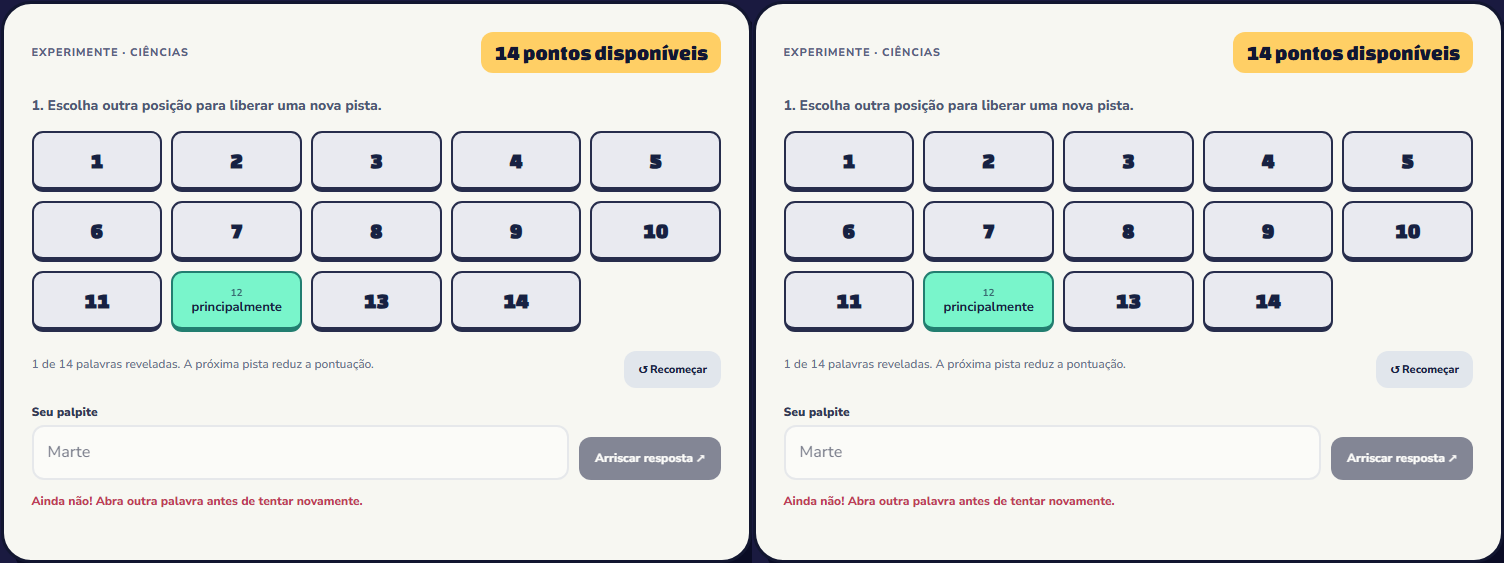 EXPERIMENTE · CIÊNCIAS
14 pontos disponíveis
1. Escolha outra posição para liberar uma nova pista.
1 2 3 4 5
6 7 8 9 10
11 12 principalmente 13 14
1 de 14 palavras reveladas. A próxima pista reduz a pontuação.
↺ Recomeçar
Seu palpite
Marte
Arriscar resposta ↗
Ainda não! Abra outra palavra antes de tentar novamente.
EXPERIMENTE · CIÊNCIAS
14 pontos disponíveis
1. Escolha outra posição para liberar uma nova pista.
1 2 3 4 5
6 7 8 9 10
11 12 principalmente 13 14
1 de 14 palavras reveladas. A próxima pista reduz a pontuação.
↺ Recomeçar
Seu palpite
Marte
Arriscar resposta ↗
Ainda não! Abra outra palavra antes de tentar novamente.